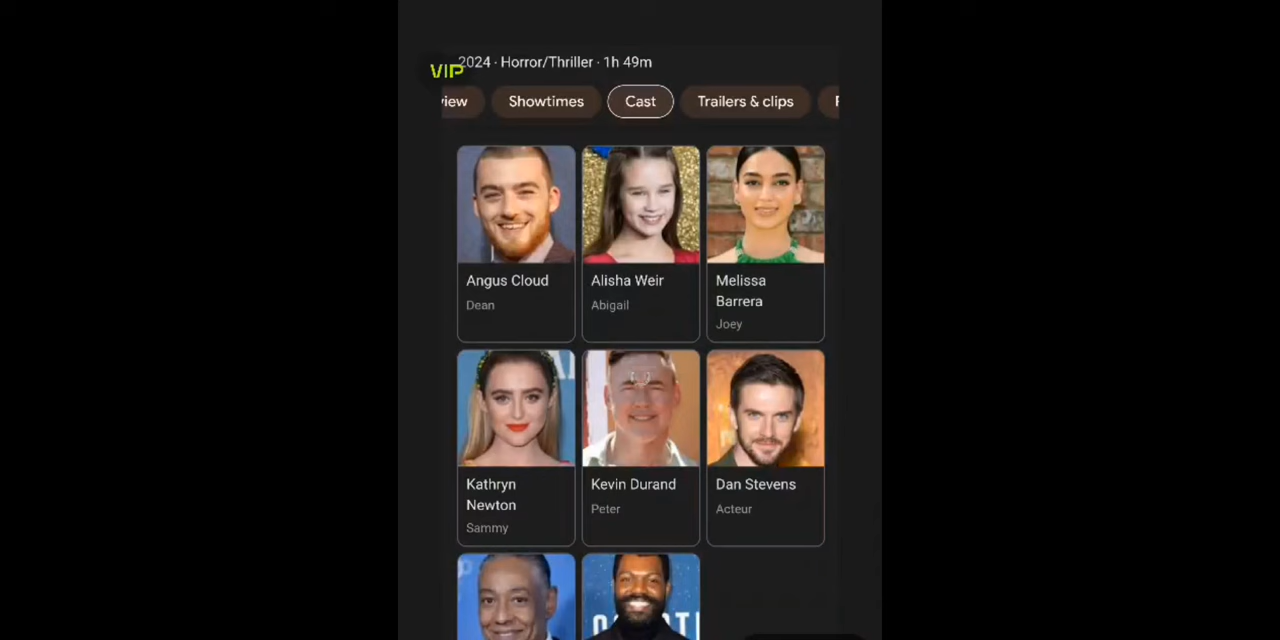 2024 · Horror/Thriller · 1h 49m
VIP
view
Showtimes
Cast
Trailers & clips
Angus Cloud
Dean
Alisha Weir
Abigail
Melissa
Barrera
Joey
Kathryn
Newton
Sammy
Kevin Durand
Peter
Dan Stevens
Acteur